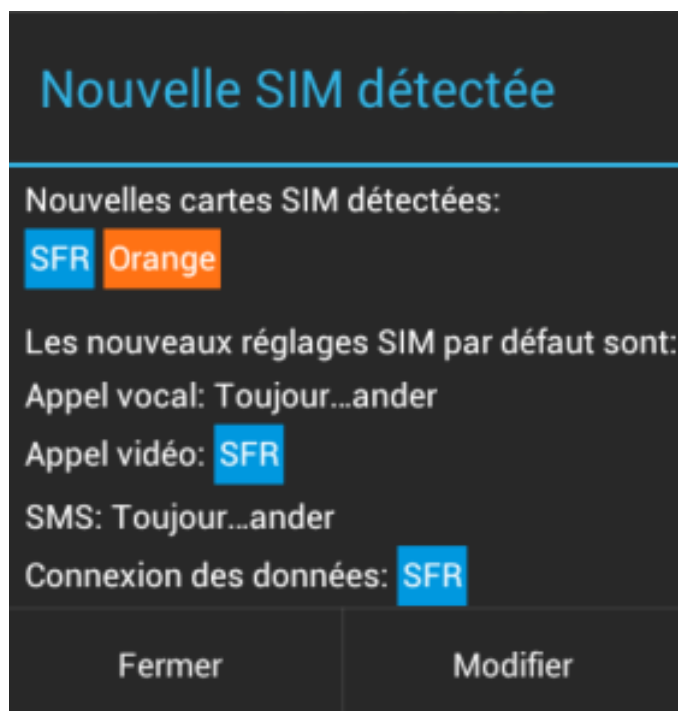 Nouvelle SIM détectée
Nouvelles cartes SIM détectées:
SFR Orange
Les nouveaux réglages SIM par défaut sont:
Appel vocal: Toujour...ander
Appel vidéo: SFR
SMS: Toujour...ander
Connexion des données: SFR
Fermer Modifier